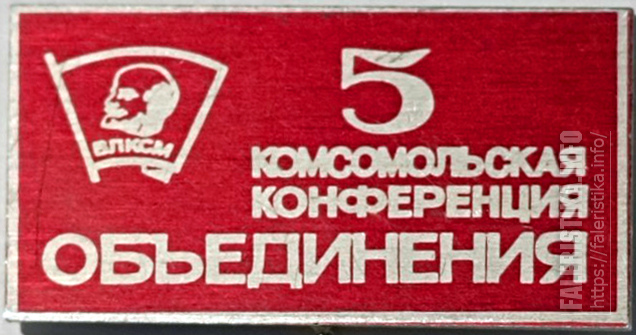 ВЛКСМ
5
КОМСОМОЛЬСКАЯ
КОНФЕРЕНЦИЯ
ОБЪЕДИНЕНИЯ
FALERISTIKA.INFO
https://faleristika.info/